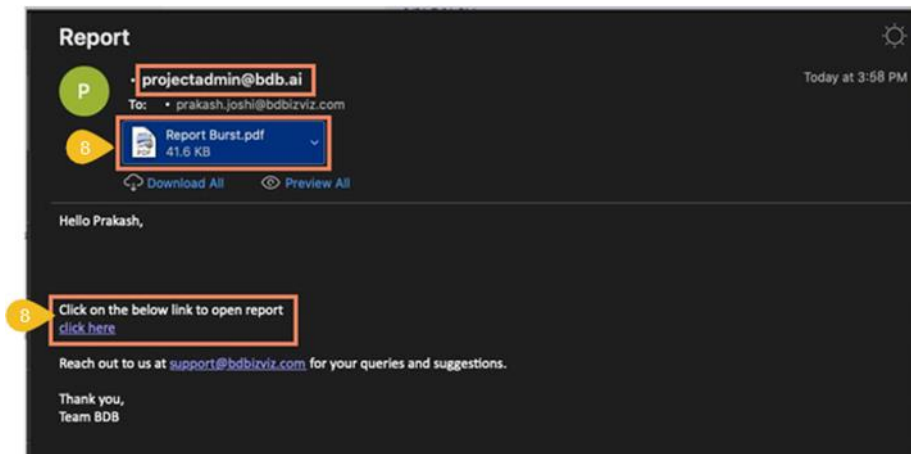 Report
P
• projectadmin@bdb.ai
Today at 3:58 PM
To: • prakash.joshi@bdbizviz.com
8
PDF
Report Burst.pdf
41.6 KB
Download All Preview All
Hello Prakash,
8
Click on the below link to open report
click here
Reach out to us at support@bdbizviz.com for your queries and suggestions.
Thank you,
Team BDB